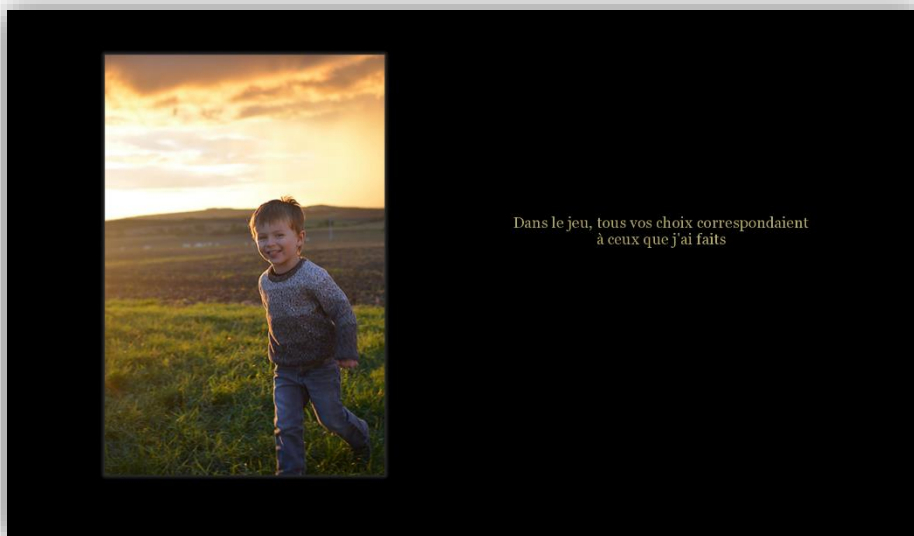 Dans le jeu, tous vos choix correspondaient
à ceux que j'ai faits